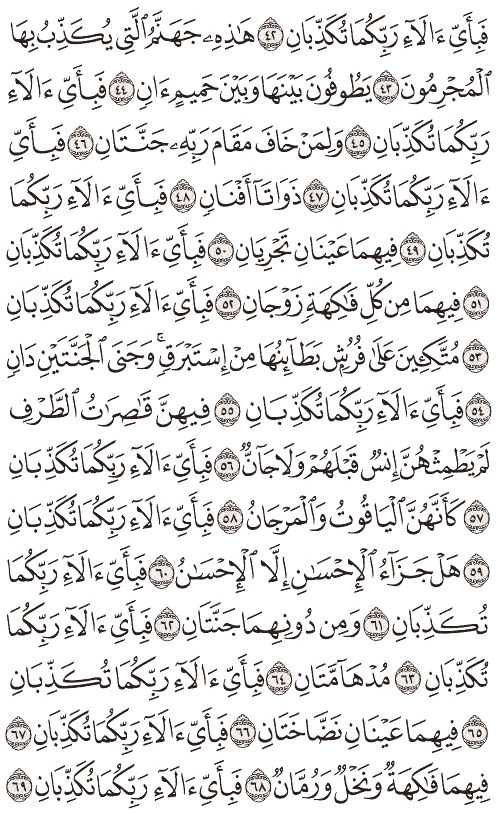 فَبِأَيِّ ءَالَآءِ رَبِّكُمَا تُكَذِّبَانِ ٤٢ هَٰذِهِۦ جَهَنَّمُ ٱلَّتِي يُكَذِّبُ بِهَا
ٱلْمُجْرِمُونَ ٤٣ يَطُوفُونَ بَيْنَهَا وَبَيْنَ حَمِيمٍ ءَانٍ ٤٤ فَبِأَيِّ ءَالَآءِ
رَبِّكُمَا تُكَذِّبَانِ ٤٥ وَلِمَنْ خَافَ مَقَامَ رَبِّهِۦ جَنَّتَانِ ٤٦ فَبِأَيِّ
ءَالَآءِ رَبِّكُمَا تُكَذِّبَانِ ٤٧ ذَوَاتَآ أَفْنَانٍ ٤٨ فَبِأَيِّ ءَالَآءِ رَبِّكُمَا
تُكَذِّبَانِ ٤٩ فِيهِمَا عَيْنَانِ تَجْرِيَانِ ٥٠ فَبِأَيِّ ءَالَآءِ رَبِّكُمَا تُكَذِّبَانِ
٥١ فِيهِمَا مِن كُلِّ فَٰكِهَةٍ زَوْجَانِ ٥٢ فَبِأَيِّ ءَالَآءِ رَبِّكُمَا تُكَذِّبَانِ
٥٣ مُتَّكِـِٔينَ عَلَىٰ فُرُشٍۭ بَطَآئِنُهَا مِنْ إِسْتَبْرَقٍۚ وَجَنَى ٱلْجَنَّتَيْنِ دَانٍ
٥٤ فَبِأَيِّ ءَالَآءِ رَبِّكُمَا تُكَذِّبَانِ ٥٥ فِيهِنَّ قَٰصِرَٰتُ ٱلطَّرْفِ
لَمْ يَطْمِثْهُنَّ إِنسٌ قَبْلَهُمْ وَلَا جَآنٌّ ٥٦ فَبِأَيِّ ءَالَآءِ رَبِّكُمَا تُكَذِّبَانِ
٥٧ كَأَنَّهُنَّ ٱلْيَاقُوتُ وَٱلْمَرْجَانُ ٥٨ فَبِأَيِّ ءَالَآءِ رَبِّكُمَا تُكَذِّبَانِ
٥٩ هَلْ جَزَآءُ ٱلْإِحْسَٰنِ إِلَّا ٱلْإِحْسَٰنُ ٦٠ فَبِأَيِّ ءَالَآءِ رَبِّكُمَا
تُكَذِّبَانِ ٦١ وَمِن دُونِهِمَا جَنَّتَانِ ٦٢ فَبِأَيِّ ءَالَآءِ رَبِّكُمَا
تُكَذِّبَانِ ٦٣ مُدْهَآمَّتَانِ ٦٤ فَبِأَيِّ ءَالَآءِ رَبِّكُمَا تُكَذِّبَانِ
٦٥ فِيهِمَا عَيْنَانِ نَضَّاخَتَانِ ٦٦ فَبِأَيِّ ءَالَآءِ رَبِّكُمَا تُكَذِّبَانِ ٦٧
فِيهِمَا فَٰكِهَةٌ وَنَخْلٌ وَرُمَّانٌ ٦٨ فَبِأَيِّ ءَالَآءِ رَبِّكُمَا تُكَذِّبَانِ ٦٩